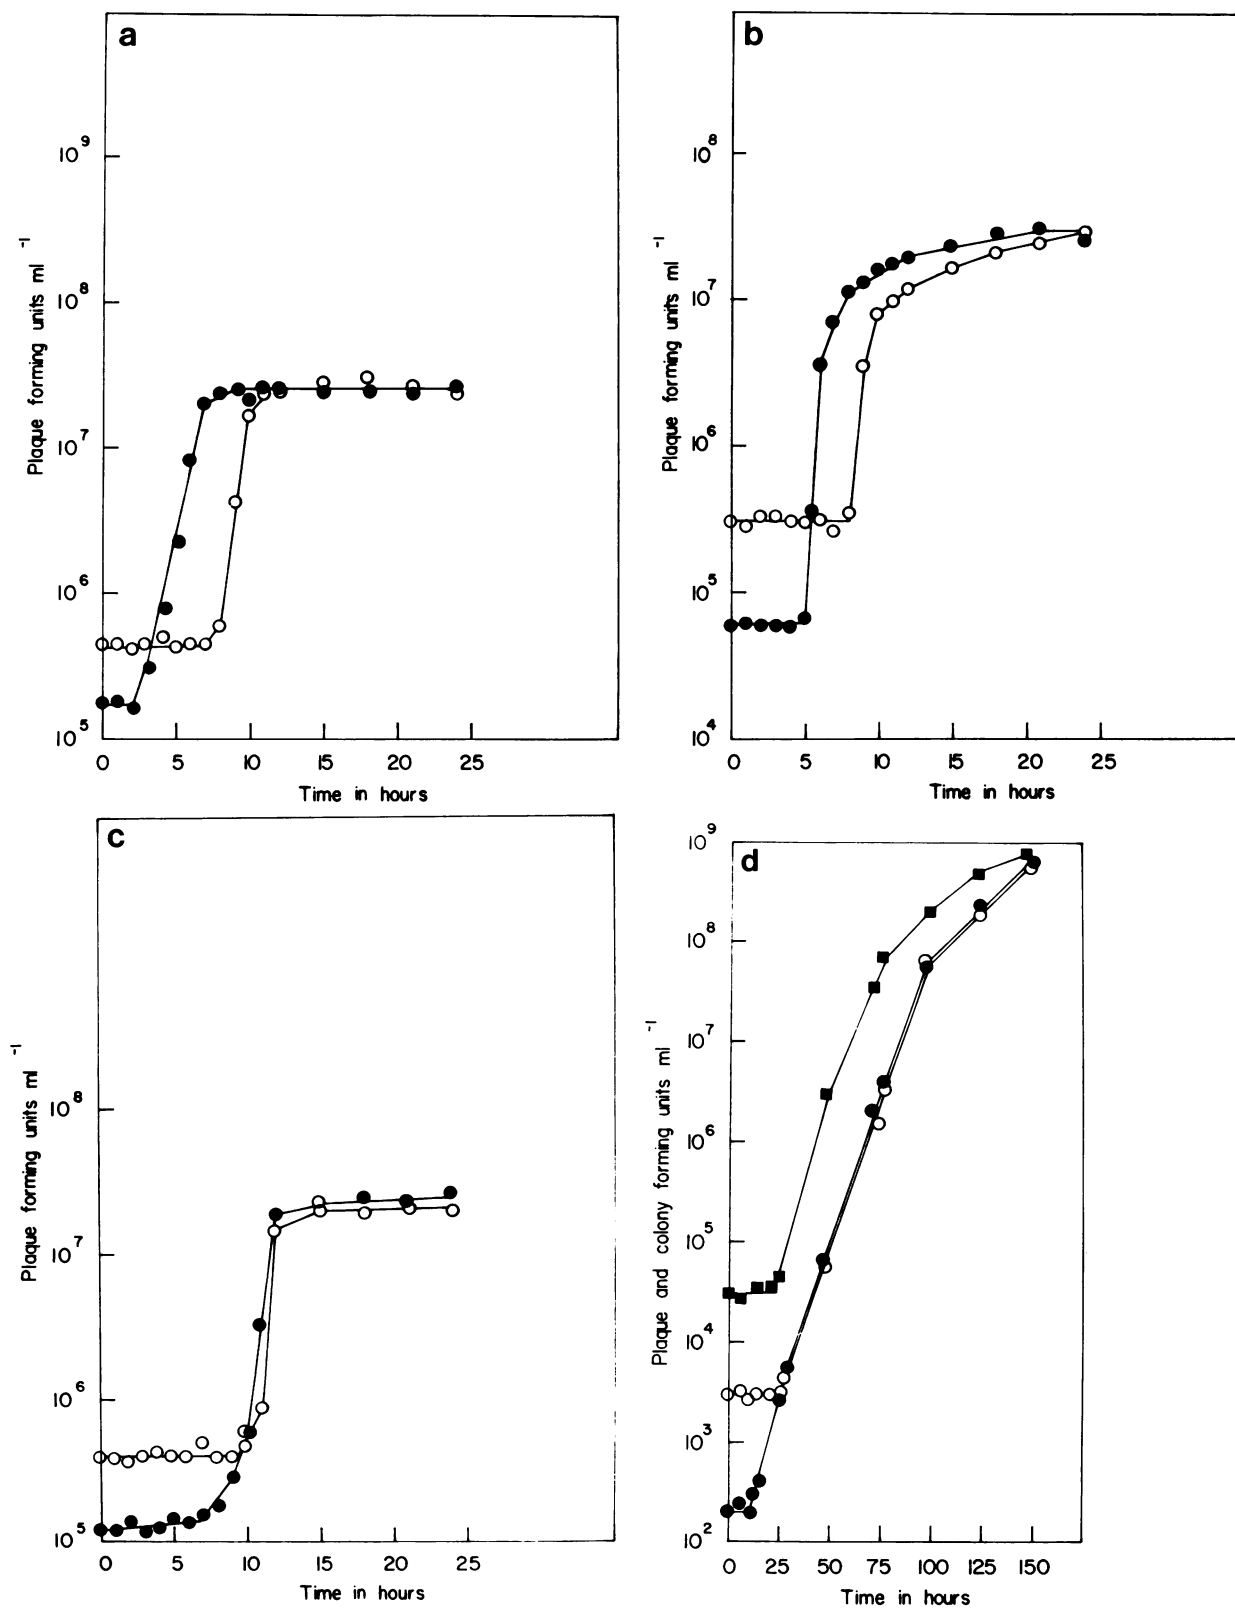 a
10⁹
10⁸
10⁷
10⁶
10⁵
Plaque forming units ml ⁻¹
0 5 10 15 20 25
Time in hours
b
10⁸
10⁷
10⁶
10⁵
10⁴
Plaque forming units ml ⁻¹
0 5 10 15 20 25
Time in hours
c
10⁸
10⁷
10⁶
10⁵
Plaque forming units ml ⁻¹
0 5 10 15 20 25
Time in hours
d
10⁹
10⁸
10⁷
10⁶
10⁵
10⁴
10³
10²
Plaque and colony forming units ml ⁻¹
0 25 50 75 100 125 150
Time in hours